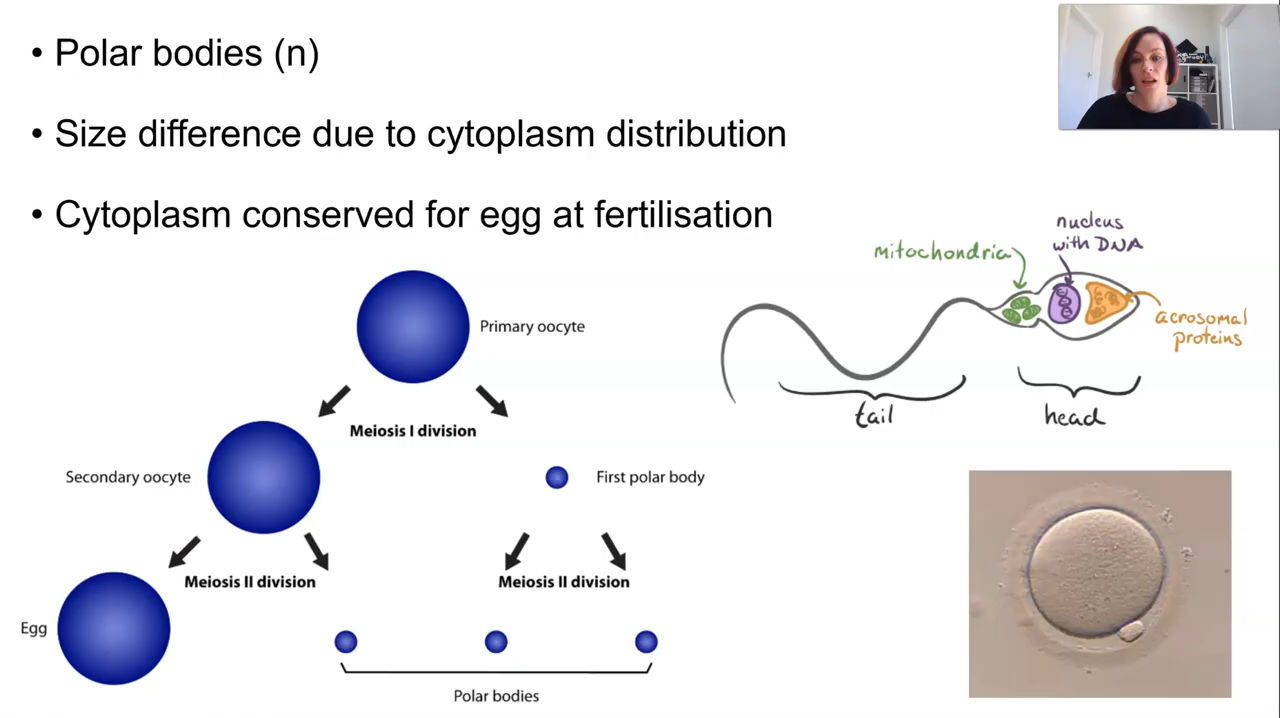 • Polar bodies (n)
• Size difference due to cytoplasm distribution
• Cytoplasm conserved for egg at fertilisation
mitochondria
nucleus
with DNA
acrosomal
proteins
tail
head
Primary oocyte
Meiosis I division
Secondary oocyte
First polar body
Meiosis II division
Meiosis II division
Egg
Polar bodies